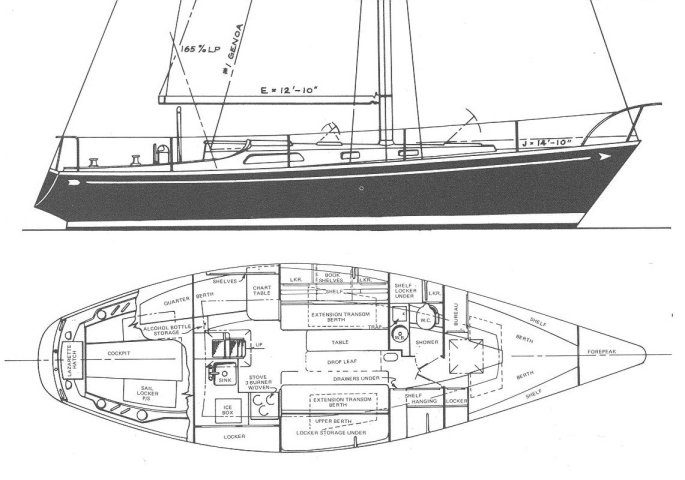 165 % LP
#1 GENOA
E = 12'-10"
J = 14'-10"
SHELVES
CHART
TABLE
LKR.
BOOK
SHELVES
LKR.
SHELF
SHELF
LOCKER
UNDER
LKR.
BUREAU
QUARTER BERTH
EXTENSION TRANSOM
BERTH
W.C.
SHELF
ALCOHOL BOTTLE
STORAGE
TRAF
W.B.
SHOWER
BERTH
LAZARETTE
HATCH
COCKPIT
UP
TABLE
FOREPEAK
DROP LEAF
SINK
STOVE
3 BURNER
W/OVEN
DRAWERS UNDER
BERTH
SAIL
LOCKER
P/S
ICE
BOX
EXTENSION TRANSOM
BERTH
SHELF
HANGING
LOCKER
SHELF
UPPER BERTH
LOCKER
LOCKER STORAGE UNDER